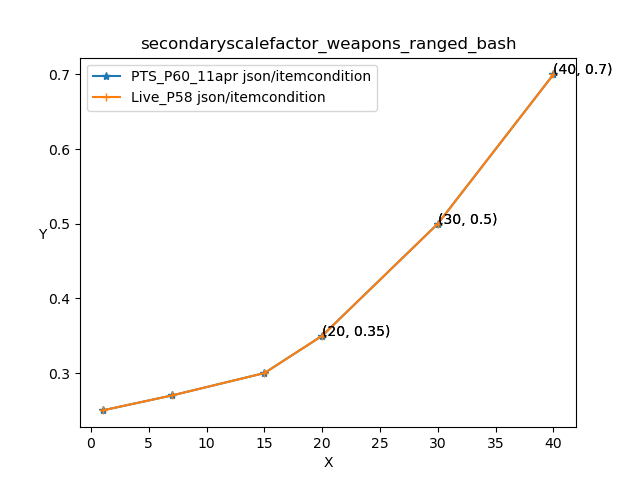 secondaryscalefactor_weapons_ranged_bash
PTS_P60_11apr json/itemcondition
Live_P58 json/itemcondition
(40, 0.7)
(30, 0.5)
(20, 0.35)
0.7
0.6
0.5
0.4
0.3
Y
0 5 10 15 20 25 30 35 40
X